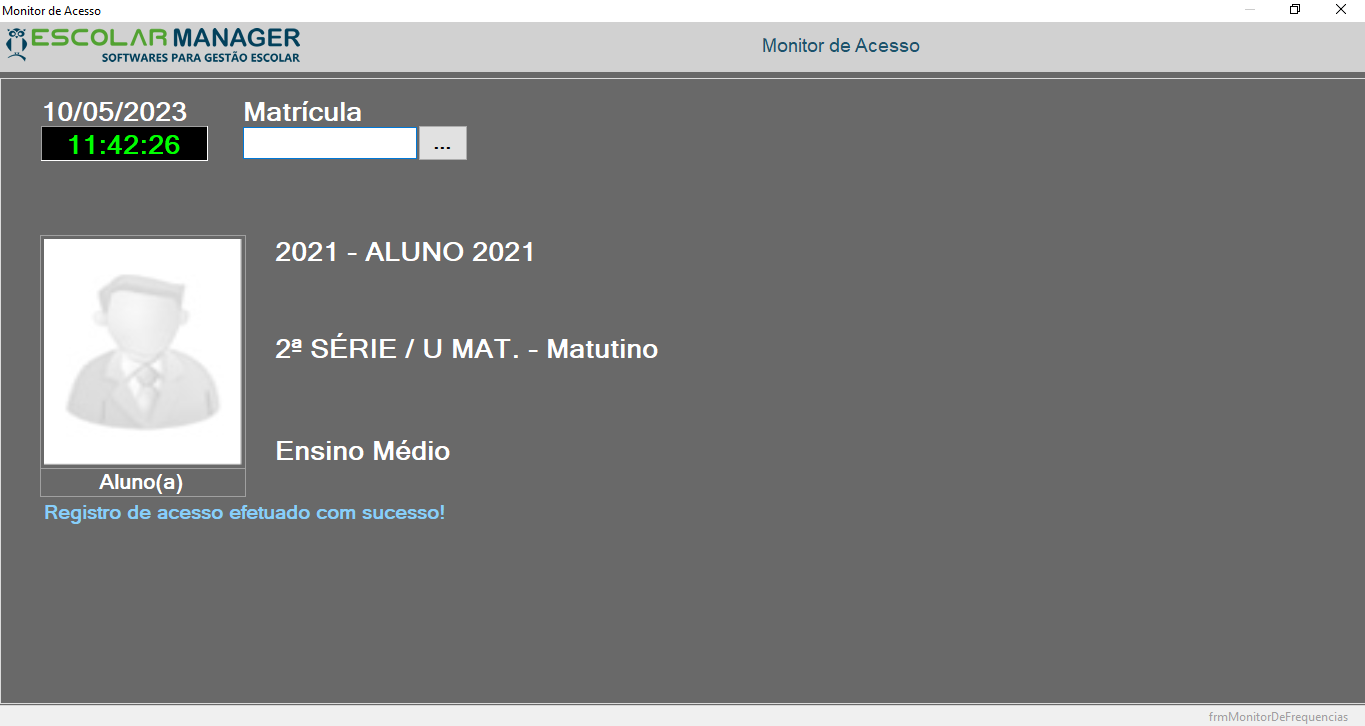 Monitor de Acesso
ESCOLAR MANAGER
SOFTWARES PARA GESTÃO ESCOLAR
Monitor de Acesso
10/05/2023
Matrícula
11:42:26
...
2021 - ALUNO 2021
2ª SÉRIE / U MAT. - Matutino
Ensino Médio
Aluno(a)
Registro de acesso efetuado com sucesso!
frmMonitorDeFrequencias